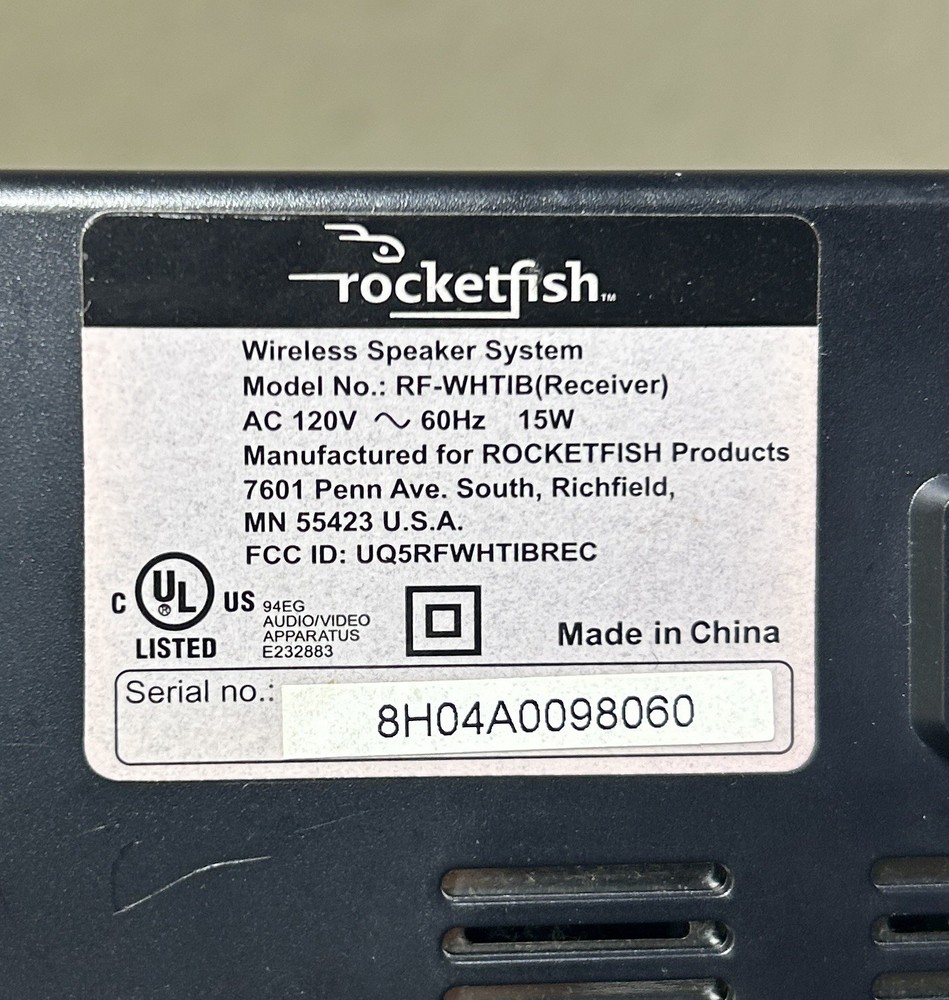 rocketfish™
Wireless Speaker System
Model No.: RF-WHTIB(Receiver)
AC 120V ～ 60Hz 15W
Manufactured for ROCKETFISH Products
7601 Penn Ave. South, Richfield,
MN 55423 U.S.A.
FCC ID: UQ5RFWHTIBREC
C UL ® US
LISTED
94EG
AUDIO/VIDEO
APPARATUS
E232883
Made in China
Serial no.: 8H04A0098060